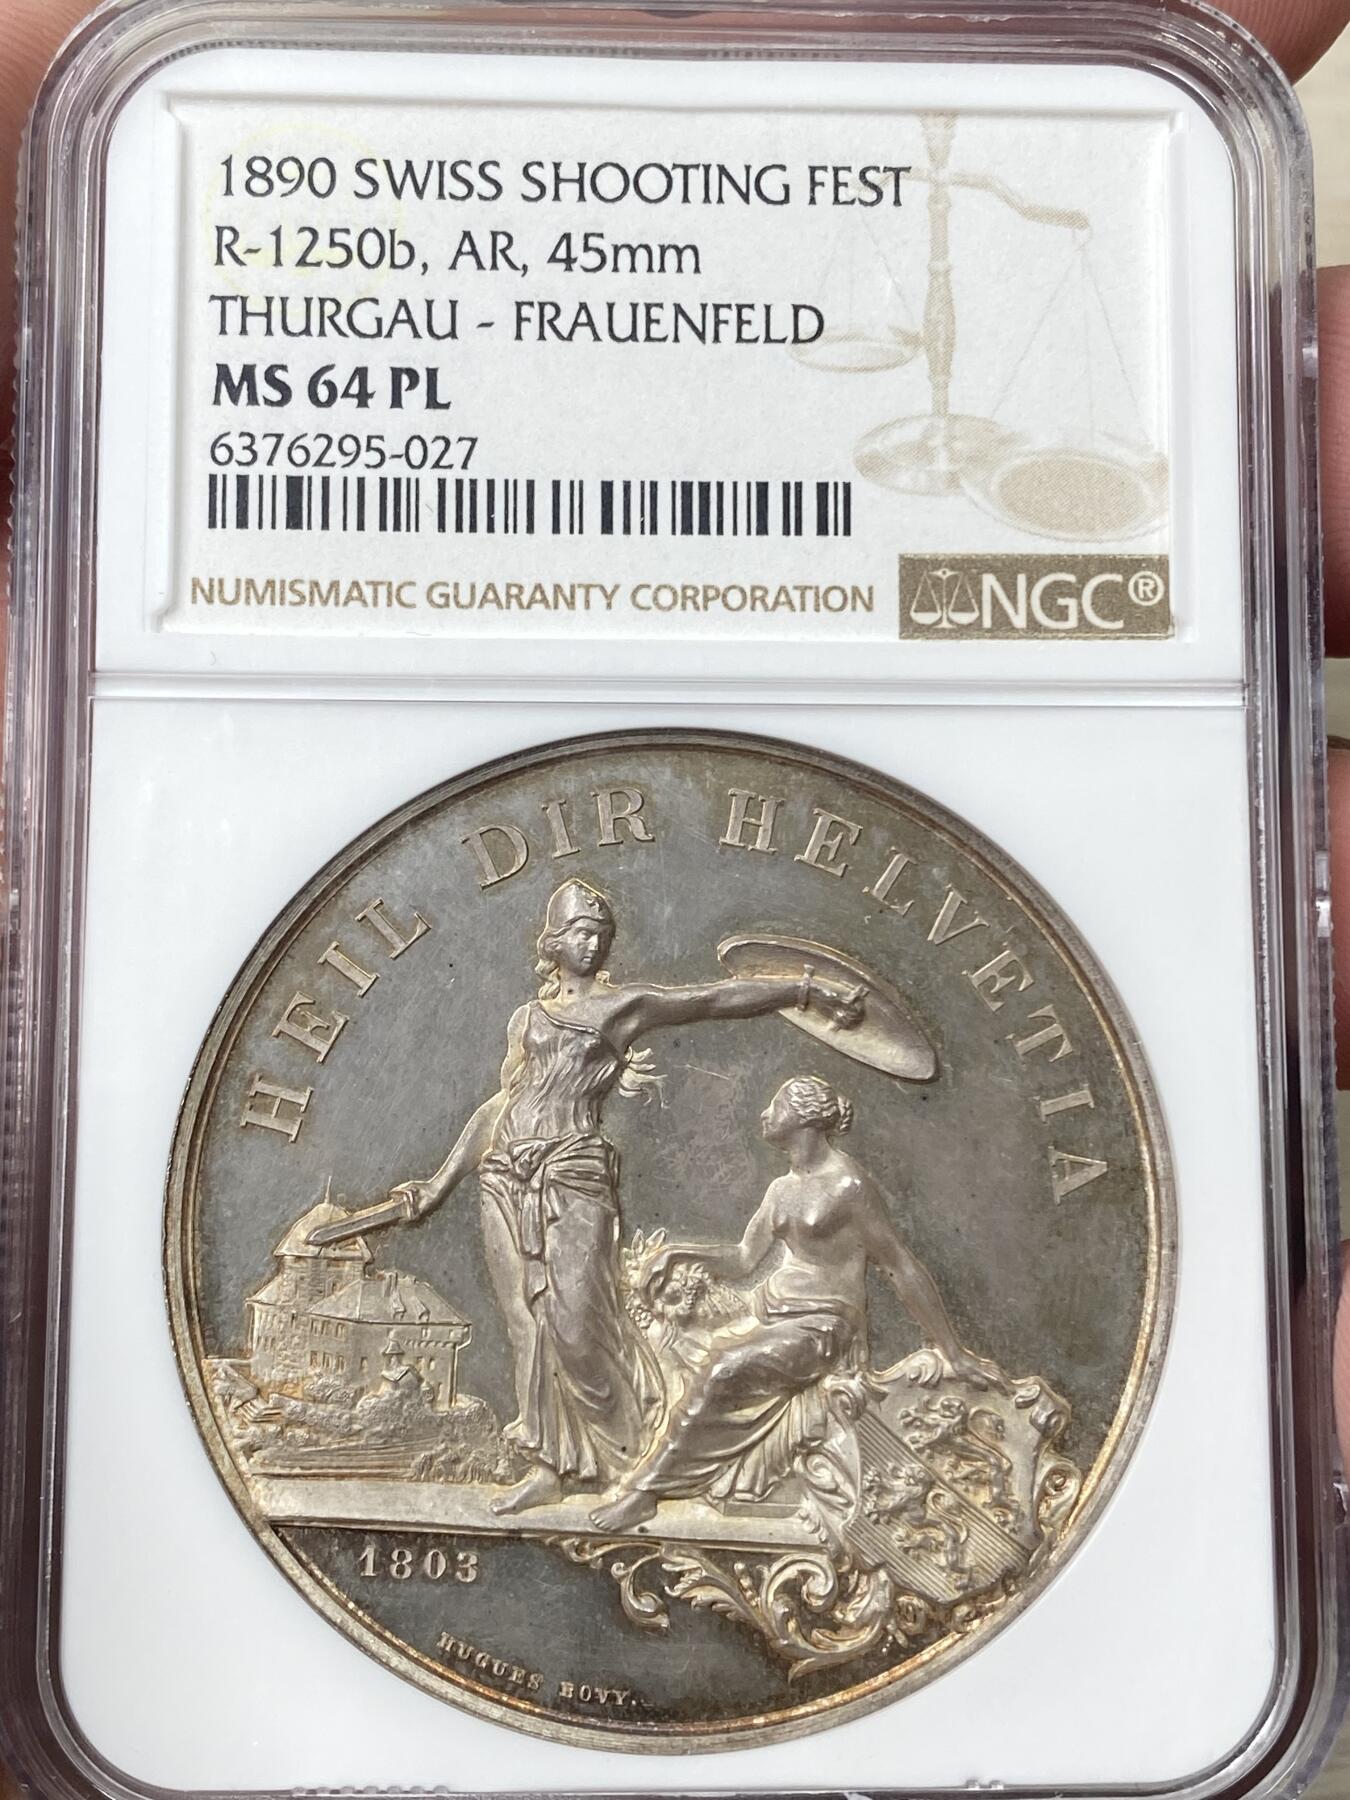 1890 SWISS SHOOTING FEST
R-1250b, AR, 45mm
THURGAU - FRAUENFELD
MS 64 PL
6376295-027
NUMISMATIC GUARANTY CORPORATION
NGC®
HEIL DIR HELVETIA
1803
HUGUES BOVY.